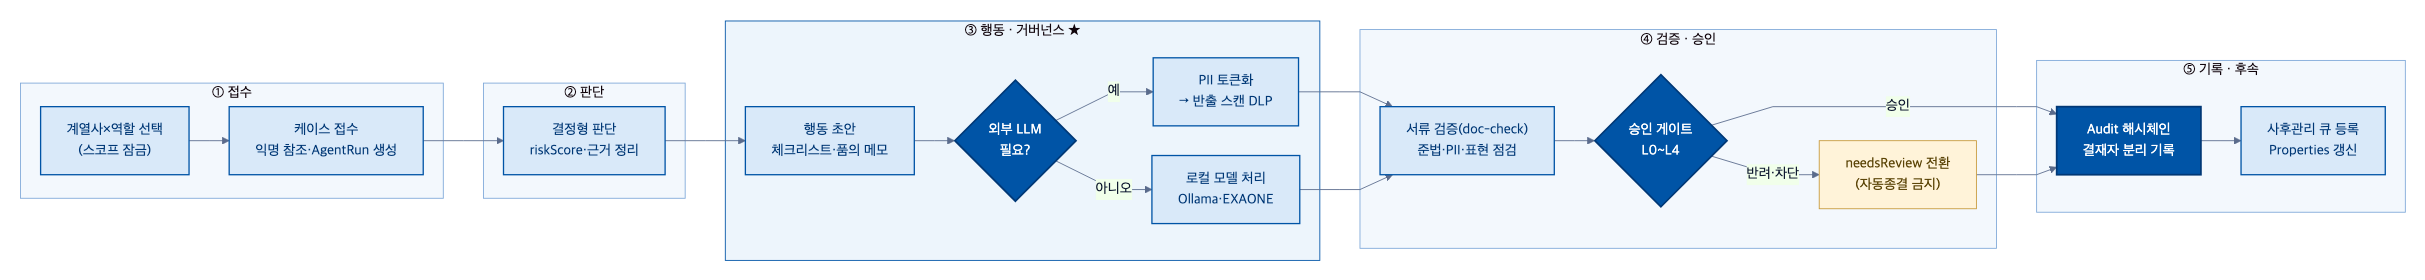 ① 접수
계열사×역할 선택
(스코프 잠금)
케이스 접수
익명 참조·AgentRun 생성
② 판단
결정형 판단
riskScore·근거 정리
③ 행동 · 거버넌스 ★
행동 초안
체크리스트·품의 메모
외부 LLM
필요?
예
PII 토큰화
→ 반출 스캔 DLP
아니오
로컬 모델 처리
Ollama·EXAONE
④ 검증 · 승인
서류 검증(doc-check)
준법·PII·표현 점검
승인 게이트
L0~L4
승인
반려·차단
needsReview 전환
(자동종결 금지)
⑤ 기록 · 후속
Audit 해시체인
결재자 분리 기록
사후관리 큐 등록
Properties 갱신